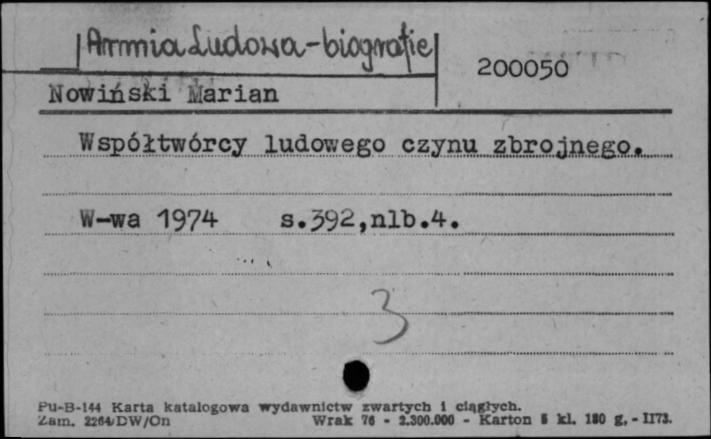 Armia Ludowa-biografie
200050
Nowiński Marian
Współtwórcy ludowego czynu zbrojnego.
W-wa 1974 s.392,nlb.4.
3
Pu-B-144 Karta katalogowa wydawnictw zwartych i ciągłych.
Zam. 2264/DW/On Wrak 76 - 2.300.000 - Karton 5 kl. 180 g, - II73.